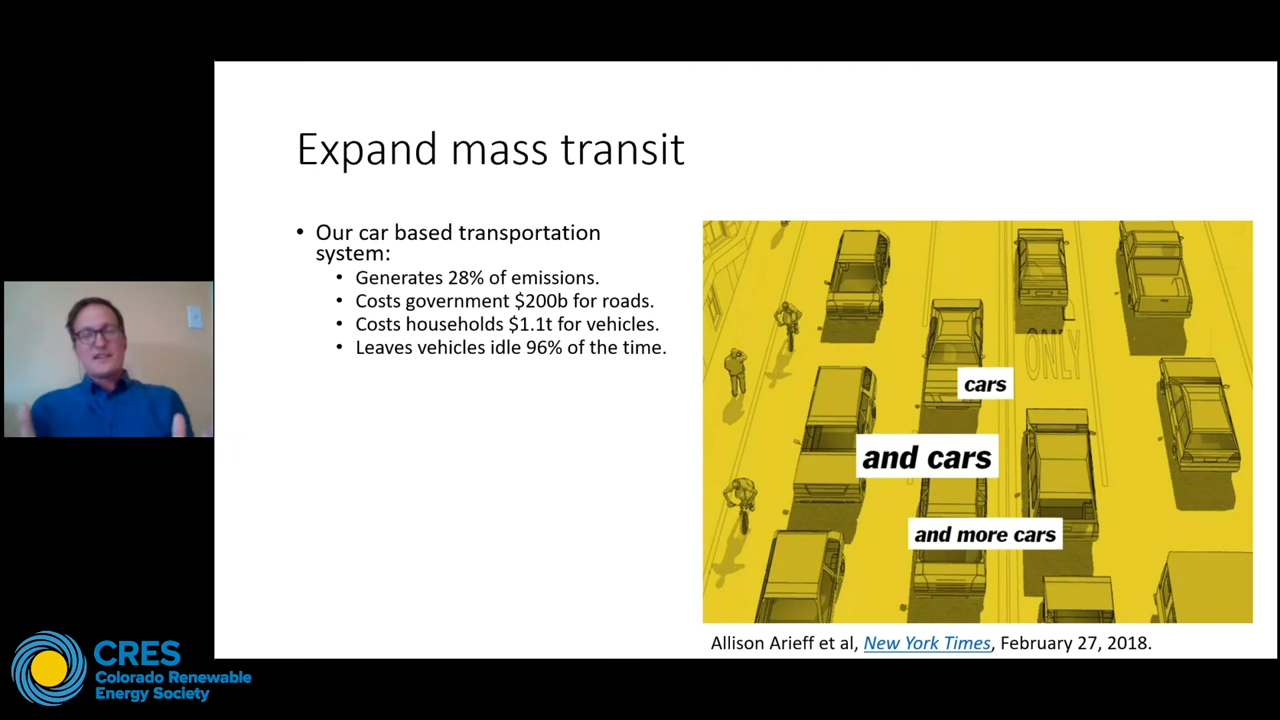 Expand mass transit
• Our car based transportation
system:
• Generates 28% of emissions.
• Costs government $200b for roads.
• Costs households $1.1t for vehicles.
• Leaves vehicles idle 96% of the time.
ONLY
cars
and cars
and more cars
Allison Arieff et al, New York Times, February 27, 2018.
CRES
Colorado Renewable
Energy Society